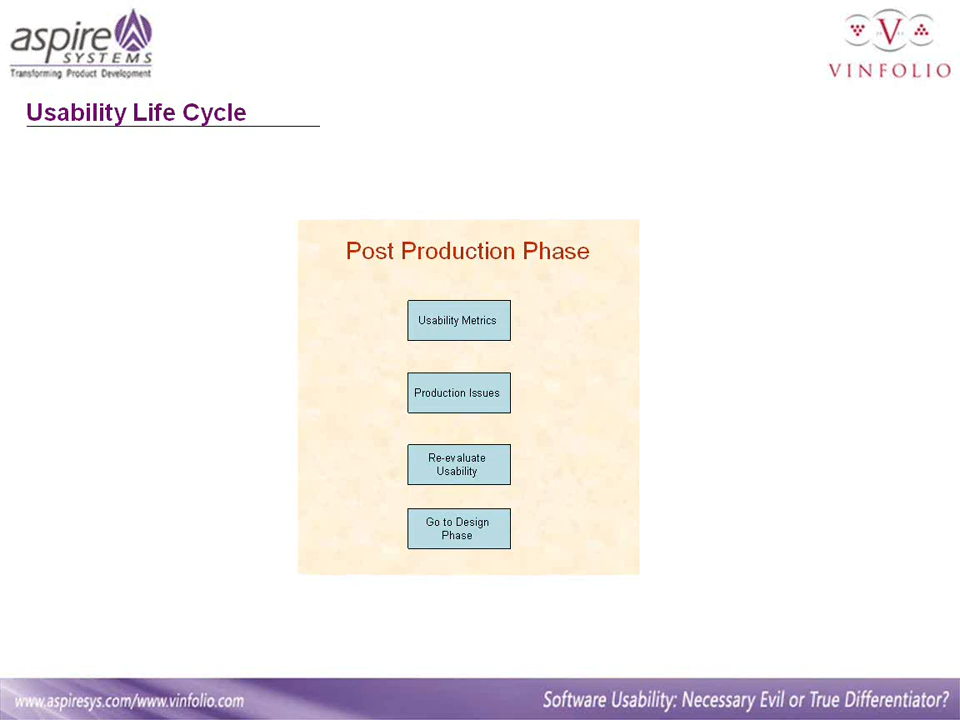 aspire
SYSTEMS
Transforming Product Development
V
VINFOLIO
Usability Life Cycle
Post Production Phase
Usability Metrics
Production Issues
Re-evaluate
Usability
Go to Design
Phase
www.aspiresys.com/www.vinfolio.com
Software Usability: Necessary Evil or True Differentiator?